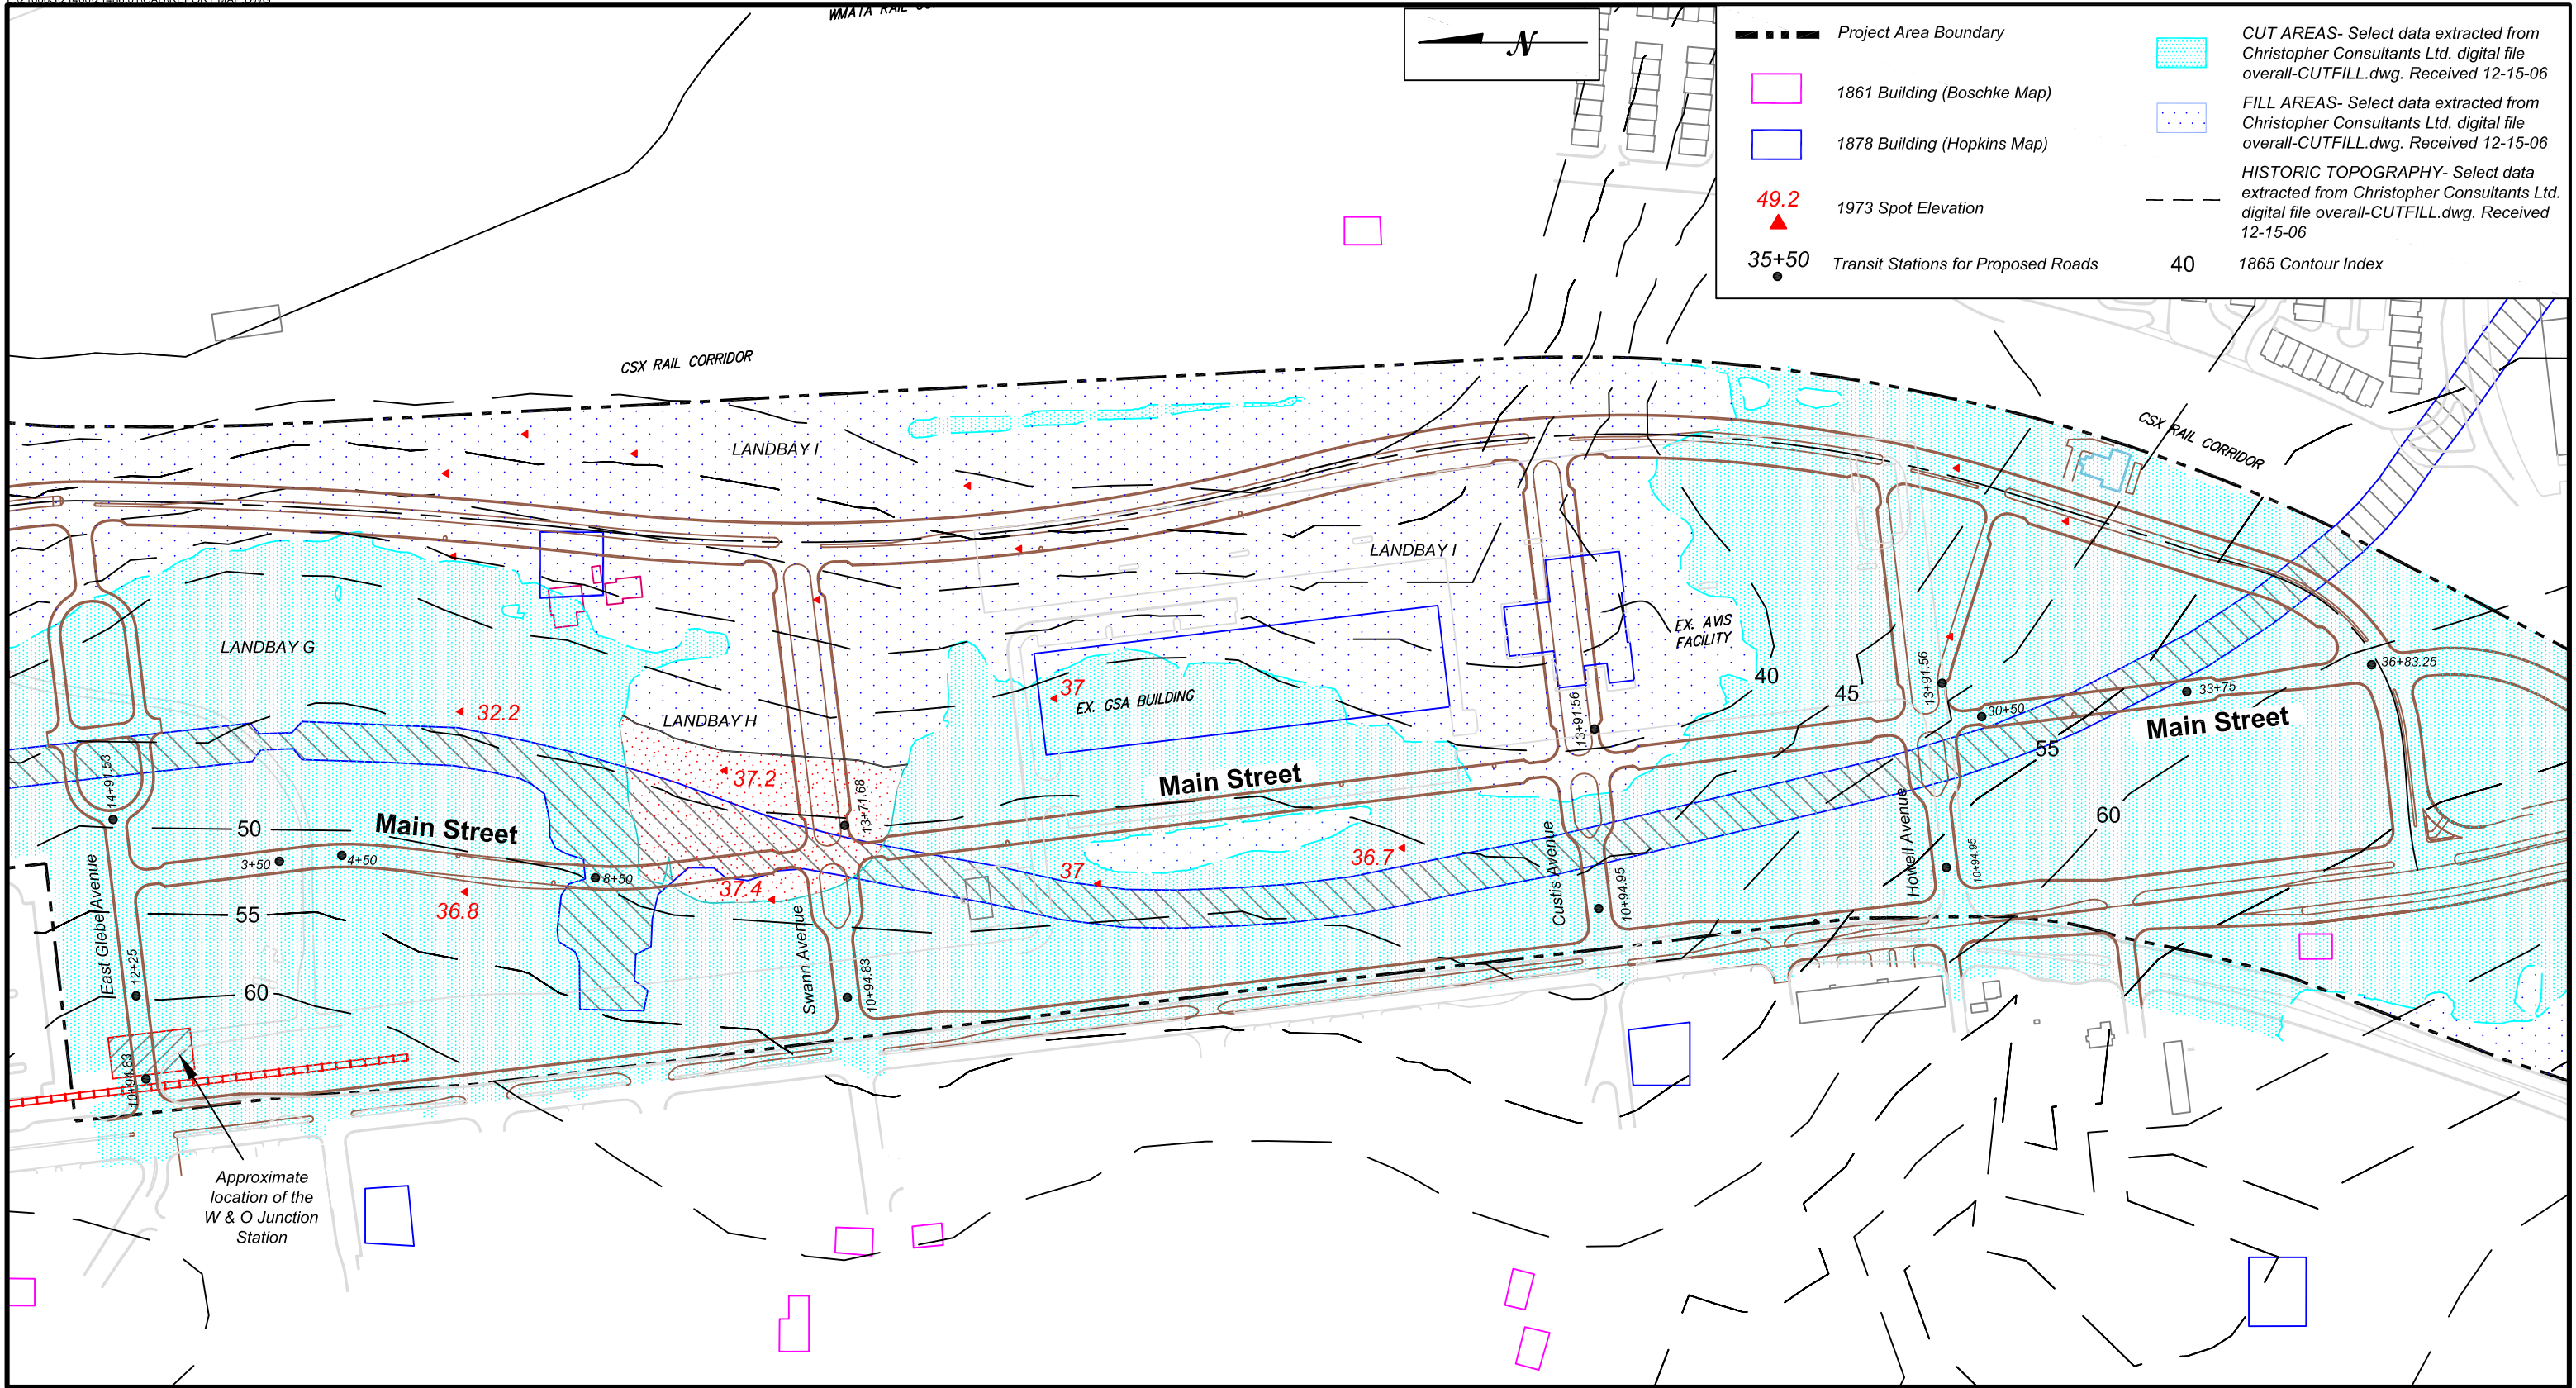 WMATA RAIL
N
Project Area Boundary
1861 Building (Boschke Map)
1878 Building (Hopkins Map)
49.2
1973 Spot Elevation
35+50
Transit Stations for Proposed Roads
CUT AREAS- Select data extracted from
Christopher Consultants Ltd. digital file
overall-CUTFILL.dwg. Received 12-15-06
FILL AREAS- Select data extracted from
Christopher Consultants Ltd. digital file
overall-CUTFILL.dwg. Received 12-15-06
HISTORIC TOPOGRAPHY- Select data
extracted from Christopher Consultants Ltd.
digital file overall-CUTFILL.dwg. Received
12-15-06
40
1865 Contour Index
CSX RAIL CORRIDOR
CSX RAIL CORRIDOR
LANDBAY I
LANDBAY I
EX. AVIS
FACILITY
LANDBAY G
40
45
13+91.56
36+83.25
33+75
37
EX. GSA BUILDING
32.2
LANDBAY H
13+91.56
30+50
Main Street
55
37.2
Main Street
14+91.53
13+71.68
60
50
Main Street
3+50
4+50
8+50
36.7
37
37.4
36.8
55
East Glebe Avenue
12+25
Swann Avenue
10+94.83
Custis Avenue
10+94.95
Howell Avenue
10+94.95
60
10+94.83
Approximate
location of the
W & O Junction
Station